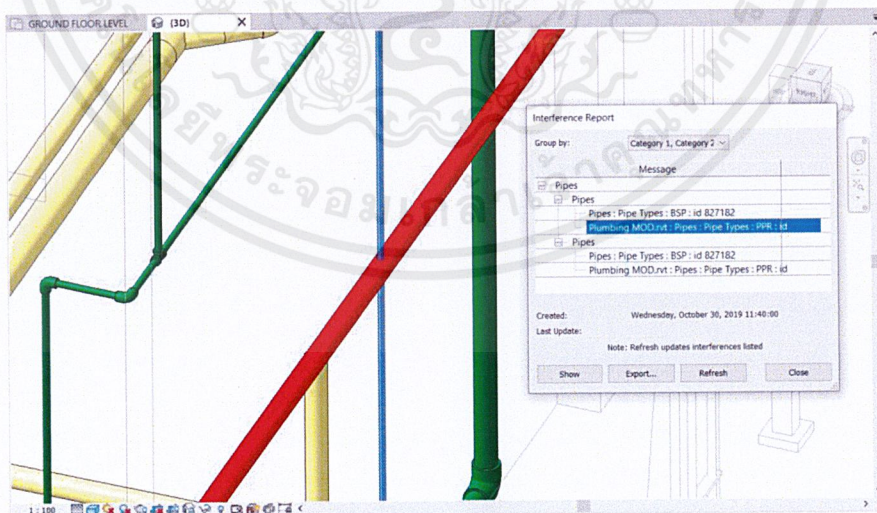 GROUND FLOOR LEVEL
(3D)
Interference Report
Group by:
Category 1, Category 2
Message
Pipes
Pipes
Pipes : Pipe Types : BSP : id 827182
Plumbing MOD.rvt : Pipes : Pipe Types : PPR : id
Pipes
Pipes : Pipe Types : BSP : id 827182
Plumbing MOD.rvt : Pipes : Pipe Types : PPR : id
Created:
Wednesday, October 30, 2019 11:40:00
Last Update:
Note: Refresh updates interferences listed
Show
Export...
Refresh
Close
1 : 100